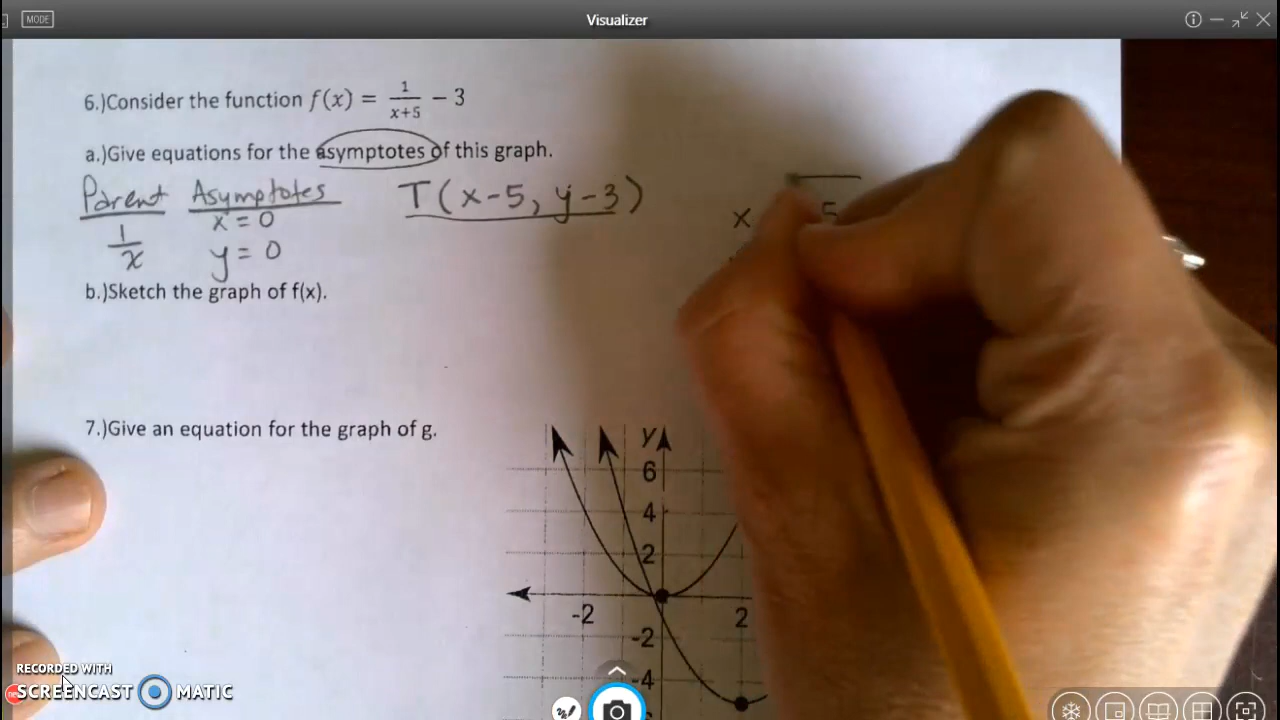 MODE
Visualizer
6.)Consider the function f(x) = 1/(x+5) − 3
a.)Give equations for the asymptotes of this graph.
Parent Asymptotes T(x-5, y-3)
x = 0
1/x
y = 0
x 5
b.)Sketch the graph of f(x).
7.)Give an equation for the graph of g.
y
6
4
2
-2 2
-2
-4
RECORDED WITH
SCREENCAST MATIC